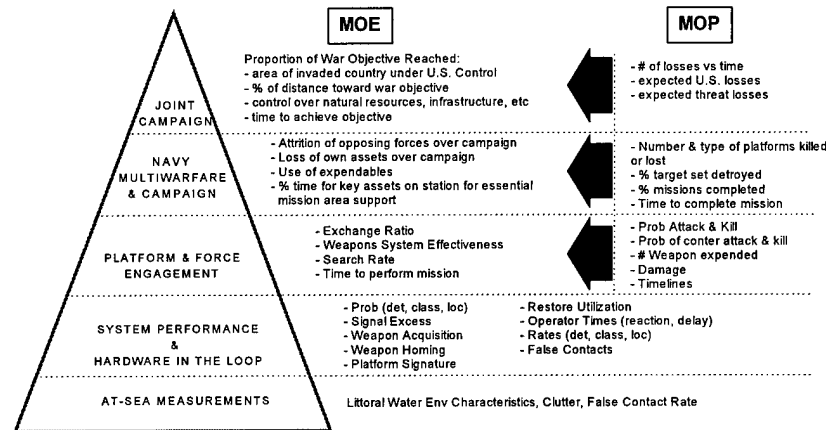 MOE
MOP
Proportion of War Objective Reached:
- area of invaded country under U.S. Control
- % of distance toward war objective
- control over natural resources, infrastructure, etc
- time to achieve objective
- # of losses vs time
- expected U.S. losses
- expected threat losses
JOINT
CAMPAIGN
- Attrition of opposing forces over campaign
- Loss of own assets over campaign
- Use of expendables
- % time for key assets on station for essential
mission area support
- Number & type of platforms killed
or lost
- % target set detroyed
- % missions completed
- Time to complete mission
NAVY
MULTIWARFARE
& CAMPAIGN
- Exchange Ratio
- Weapons System Effectiveness
- Search Rate
- Time to perform mission
- Prob Attack & Kill
- Prob of conter attack & kill
- # Weapon expended
- Damage
- Timelines
PLATFORM & FORCE
ENGAGEMENT
- Prob (det, class, loc)
- Signal Excess
- Weapon Acquisition
- Weapon Homing
- Platform Signature
- Restore Utilization
- Operator Times (reaction, delay)
- Rates (det, class, loc)
- False Contacts
SYSTEM PERFORMANCE
&
HARDWARE IN THE LOOP
AT-SEA MEASUREMENTS
Littoral Water Env Characteristics, Clutter, False Contact Rate